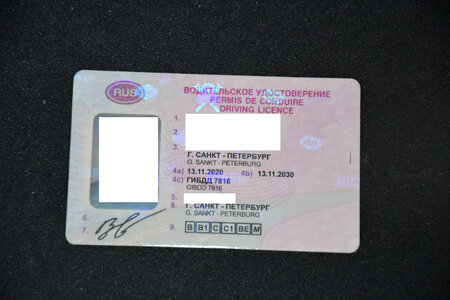 RUS
ВОДИТЕЛЬСКОЕ УДОСТОВЕРЕНИЕ
PERMIS DE CONDUIRE
DRIVING LICENCE
1.
2.
3.
Г. САНКТ - ПЕТЕРБУРГ
G. SANKT - PETERBURG
4a) 13.11.2020 4b) 13.11.2030
4c) ГИБДД 7816
GIBDD 7816
5.
6.
8. Г. САНКТ - ПЕТЕРБУРГ
G. SANKT - PETERBURG
7.
9. B B1 C C1 BE M